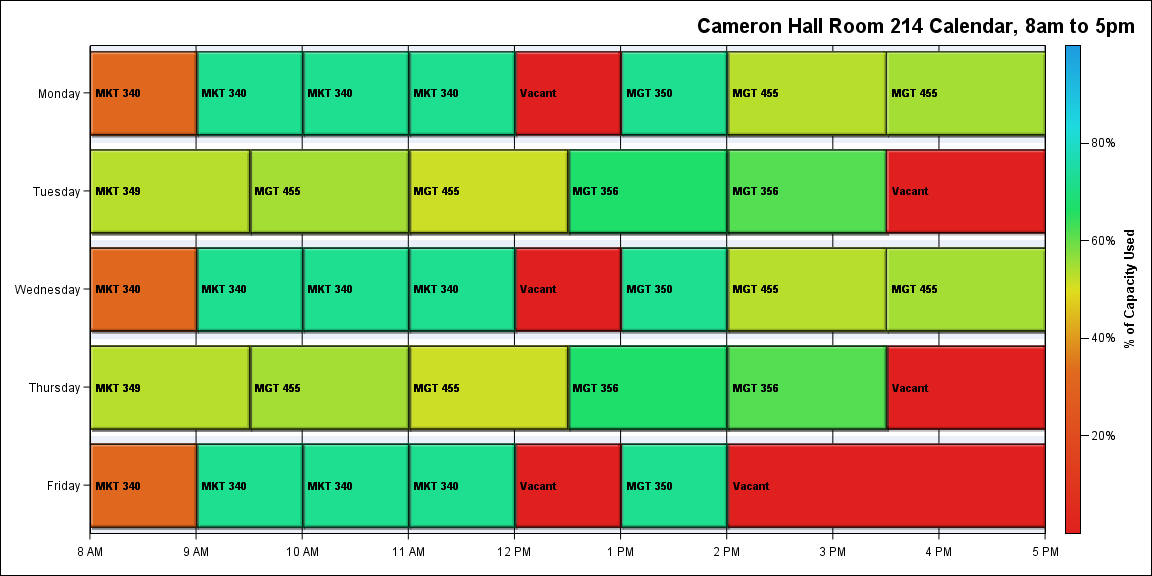 Cameron Hall Room 214 Calendar, 8am to 5pm
Monday
MKT 340 MKT 340 MKT 340 MKT 340 Vacant MGT 350 MGT 455 MGT 455
Tuesday
MKT 349 MGT 455 MGT 455 MGT 356 MGT 356 Vacant
Wednesday
MKT 340 MKT 340 MKT 340 MKT 340 Vacant MGT 350 MGT 455 MGT 455
Thursday
MKT 349 MGT 455 MGT 455 MGT 356 MGT 356 Vacant
Friday
MKT 340 MKT 340 MKT 340 MKT 340 Vacant MGT 350 Vacant
8 AM 9 AM 10 AM 11 AM 12 PM 1 PM 2 PM 3 PM 4 PM 5 PM
80%
60%
40%
20%
% of Capacity Used